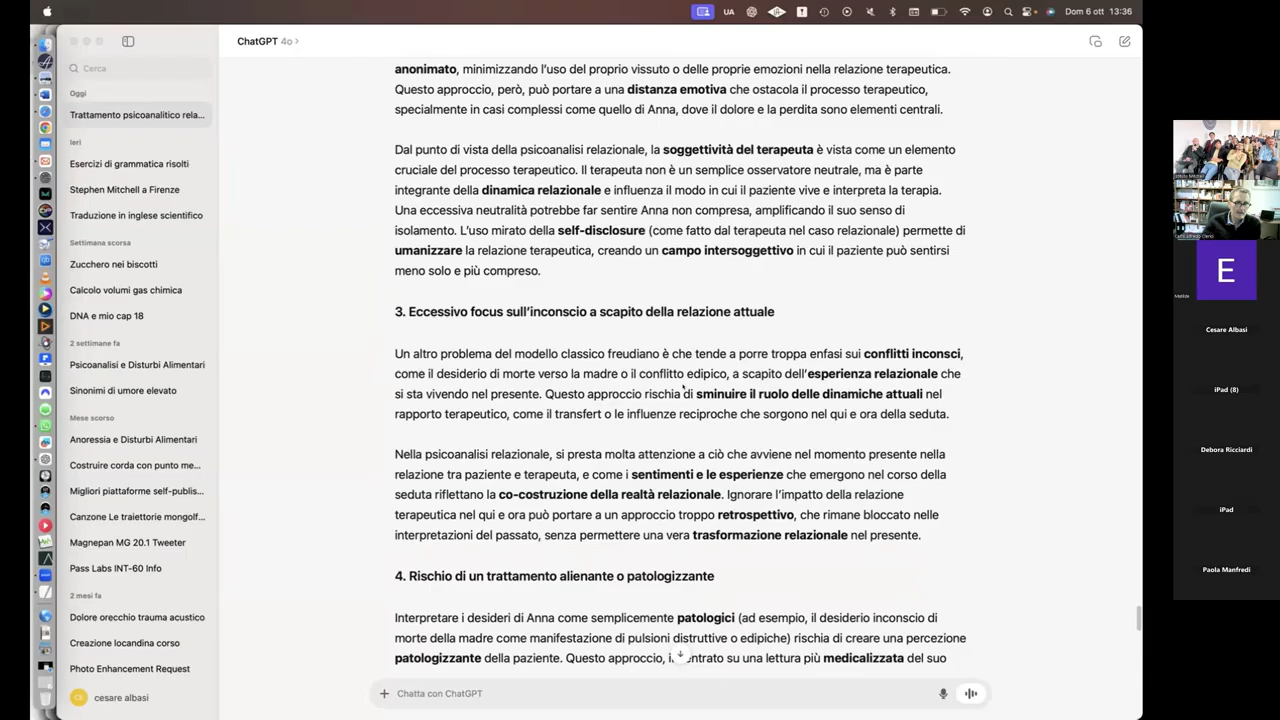 UA
Dom 6 ott 13:36
ChatGPT 4o >
Cerca
Oggi
Trattamento psicoanalitico rela...
Ieri
Esercizi di grammatica risolti
Stephen Mitchell a Firenze
Traduzione in inglese scientifico
Settimana scorsa
Zucchero nei biscotti
Calcolo volumi gas chimica
DNA e mio cap 18
2 settimane fa
Psicoanalisi e Disturbi Alimentari
Sinonimi di umore elevato
Mese scorso
Anoressia e Disturbi Alimentari
Costruire corda con punto me...
Migliori piattaforme self-publis...
Canzone Le traiettorie mongolf...
Magnepan MG 20.1 Tweeter
Pass Labs INT-60 Info
2 mesi fa
Dolore orecchio trauma acustico
Creazione locandina corso
Photo Enhancement Request
cesare albasi
anonimato, minimizzando l'uso del proprio vissuto o delle proprie emozioni nella relazione terapeutica.
Questo approccio, però, può portare a una distanza emotiva che ostacola il processo terapeutico,
specialmente in casi complessi come quello di Anna, dove il dolore e la perdita sono elementi centrali.
Dal punto di vista della psicoanalisi relazionale, la soggettività del terapeuta è vista come un elemento
cruciale del processo terapeutico. Il terapeuta non è un semplice osservatore neutrale, ma è parte
integrante della dinamica relazionale e influenza il modo in cui il paziente vive e interpreta la terapia.
Una eccessiva neutralità potrebbe far sentire Anna non compresa, amplificando il suo senso di
isolamento. L'uso mirato della self-disclosure (come fatto dal terapeuta nel caso relazionale) permette di
umanizzare la relazione terapeutica, creando un campo intersoggettivo in cui il paziente può sentirsi
meno solo e più compreso.
3. Eccessivo focus sull'inconscio a scapito della relazione attuale
Un altro problema del modello classico freudiano è che tende a porre troppa enfasi sui conflitti inconsci,
come il desiderio di morte verso la madre o il conflitto edipico, a scapito dell'esperienza relazionale che
si sta vivendo nel presente. Questo approccio rischia di sminuire il ruolo delle dinamiche attuali nel
rapporto terapeutico, come il transfert o le influenze reciproche che sorgono nel qui e ora della seduta.
Nella psicoanalisi relazionale, si presta molta attenzione a ciò che avviene nel momento presente nella
relazione tra paziente e terapeuta, e come i sentimenti e le esperienze che emergono nel corso della
seduta riflettano la co-costruzione della realtà relazionale. Ignorare l'impatto della relazione
terapeutica nel qui e ora può portare a un approccio troppo retrospettivo, che rimane bloccato nelle
interpretazioni del passato, senza permettere una vera trasformazione relazionale nel presente.
4. Rischio di un trattamento alienante o patologizzante
Interpretare i desideri di Anna come semplicemente patologici (ad esempio, il desiderio inconscio di
morte della madre come manifestazione di pulsioni distruttive o edipiche) rischia di creare una percezione
patologizzante della paziente. Questo approccio, incentrato su una lettura più medicalizzata del suo
Chatta con ChatGPT
E
Cesare Albasi
iPad (8)
Debora Ricciardi
iPad
Paola Manfredi